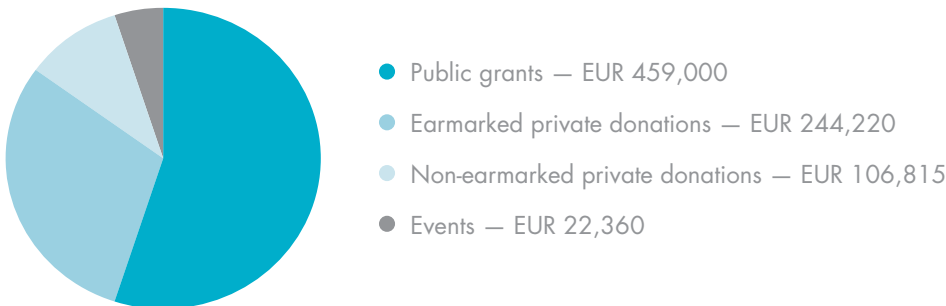 Public grants — EUR 459,000
Earmarked private donations — EUR 244,220
Non-earmarked private donations — EUR 106,815
Events — EUR 22,360